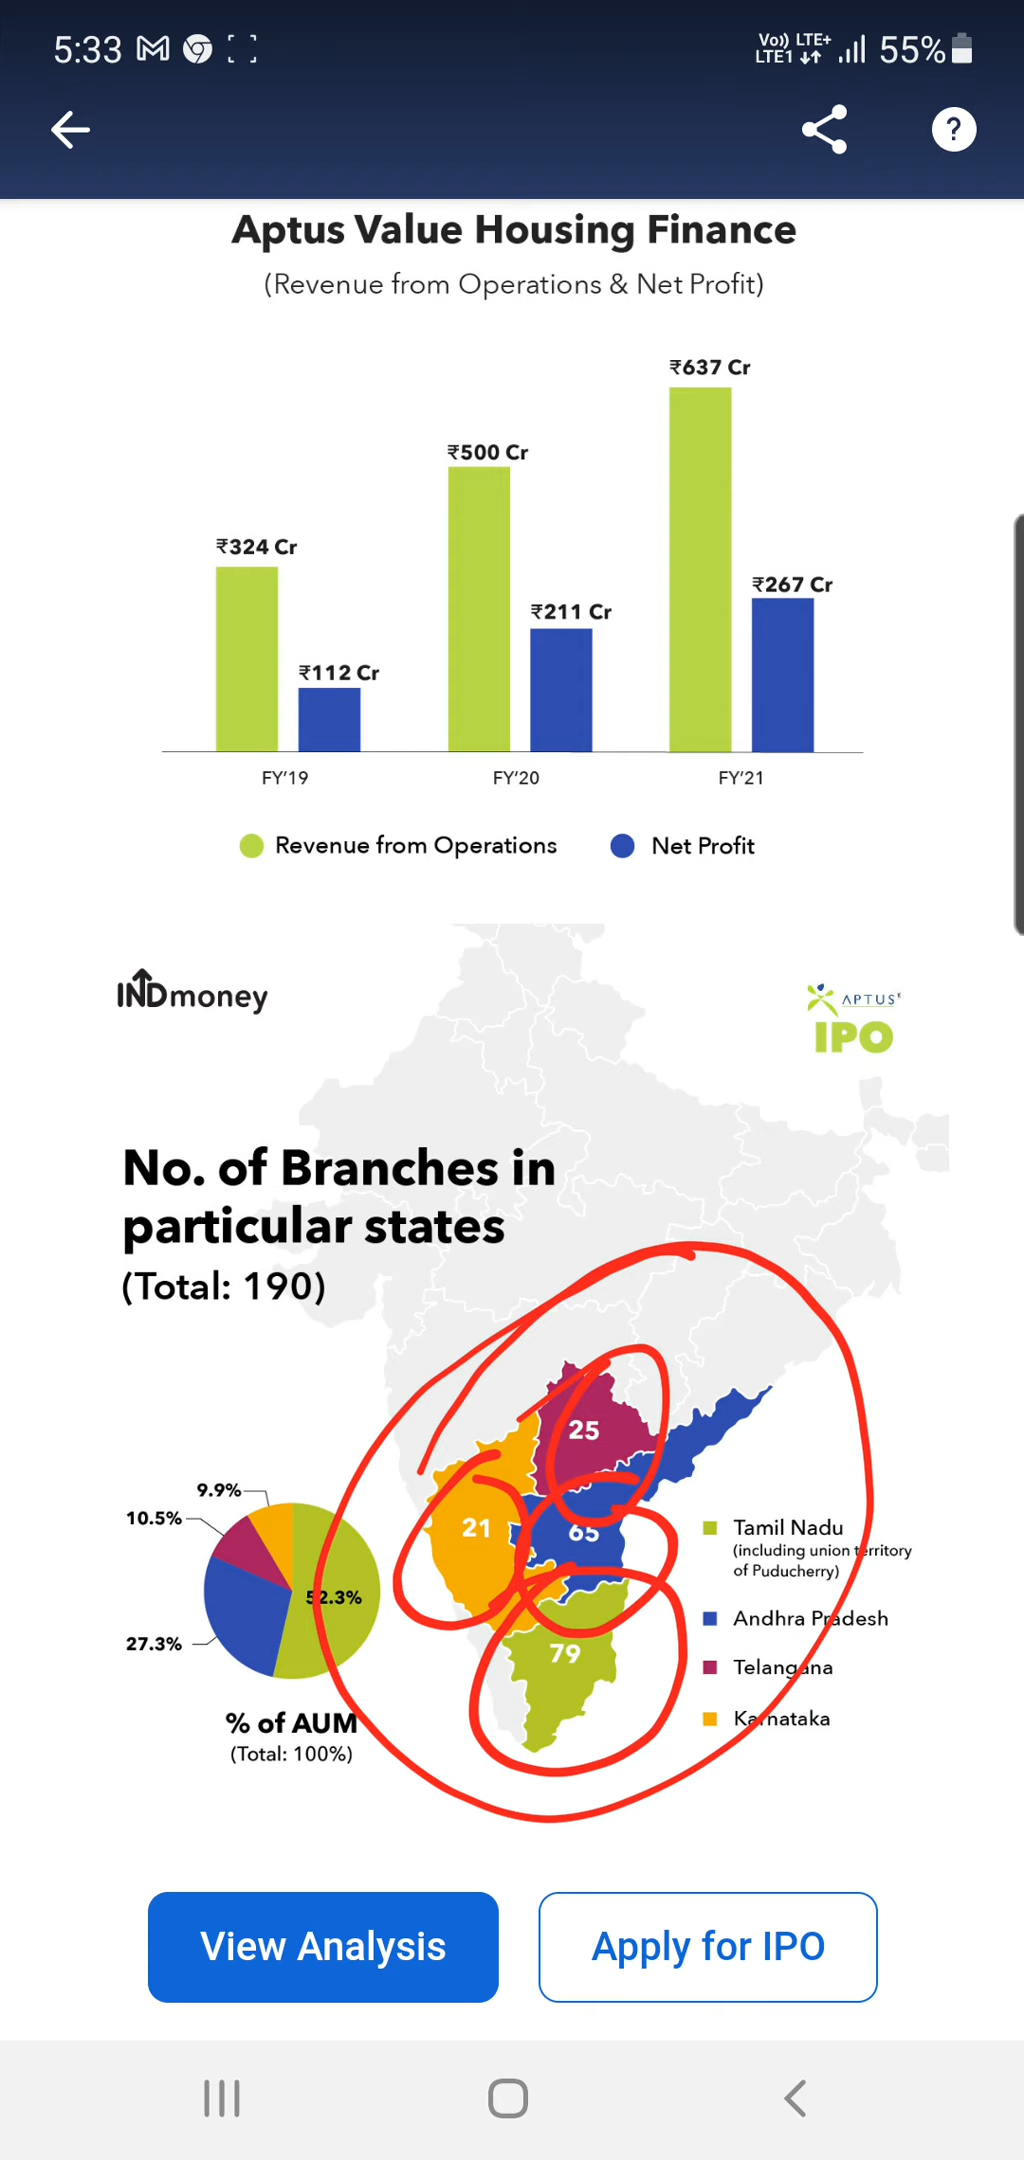 5:33
Vo)) LTE+
LTE1 55%
?
Aptus Value Housing Finance
(Revenue from Operations & Net Profit)
₹637 Cr
₹500 Cr
₹324 Cr
₹267 Cr
₹211 Cr
₹112 Cr
FY'19 FY'20 FY'21
Revenue from Operations Net Profit
INDmoney
APTUS
IPO
No. of Branches in
particular states
(Total: 190)
25
9.9%
10.5%
21
65
52.3%
27.3%
79
Tamil Nadu
(including union territory
of Puducherry)
Andhra Pradesh
Telangana
Karnataka
% of AUM
(Total: 100%)
View Analysis Apply for IPO